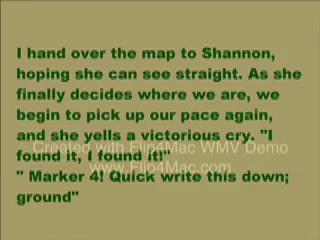 I hand over the map to Shannon,
hoping she can see straight. As she
finally decides where we are, we
begin to pick up our pace again,
and she yells a victorious cry. "I
Created with Flip4Mac WMV Demo
found it, I found it!"
www.Flip4Mac.com
" Marker 4! Quick write this down;
ground"